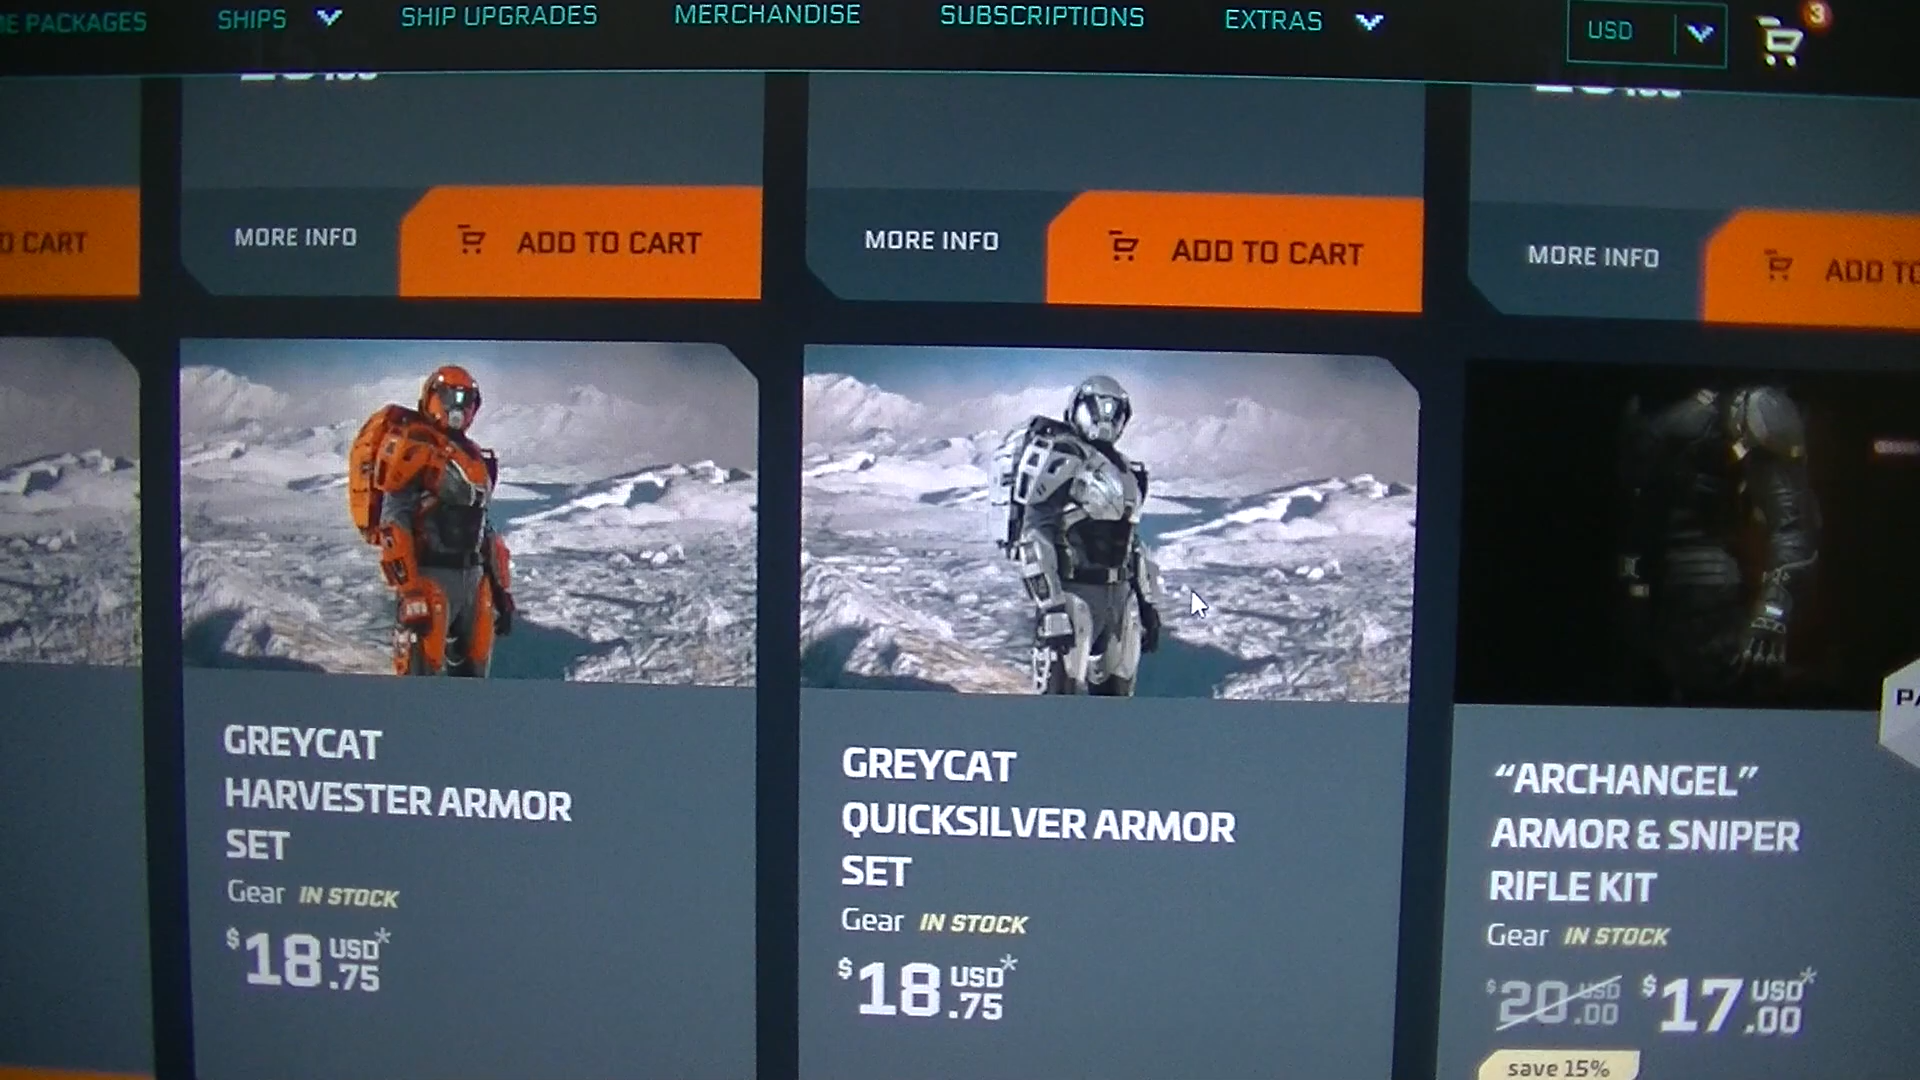 E PACKAGES
SHIPS
SHIP UPGRADES
MERCHANDISE
SUBSCRIPTIONS
EXTRAS
USD
3
CART
MORE INFO
ADD TO CART
MORE INFO
ADD TO CART
MORE INFO
ADD TO
GREYCAT
HARVESTER ARMOR
SET
Gear IN STOCK
$18.75 USD*
GREYCAT
QUICKSILVER ARMOR
SET
Gear IN STOCK
$18.75 USD*
“ARCHANGEL”
ARMOR & SNIPER
RIFLE KIT
Gear IN STOCK
$20.00 USD $17.00 USD*
save 15%